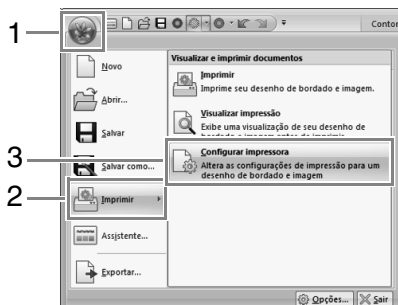 1
Contor
Novo
Abrir...
Salvar
Salvar como...
Imprimir
Assistente...
Exportar...
Visualizar e imprimir documentos
Imprimir
Imprime seu desenho de bordado e imagem.
Visualizar impressão
Exibe uma visualização de seu desenho de
3
Configurar impressora
Altera as configurações de impressão para um
desenho de bordado e imagem
2
Opções...
Sair